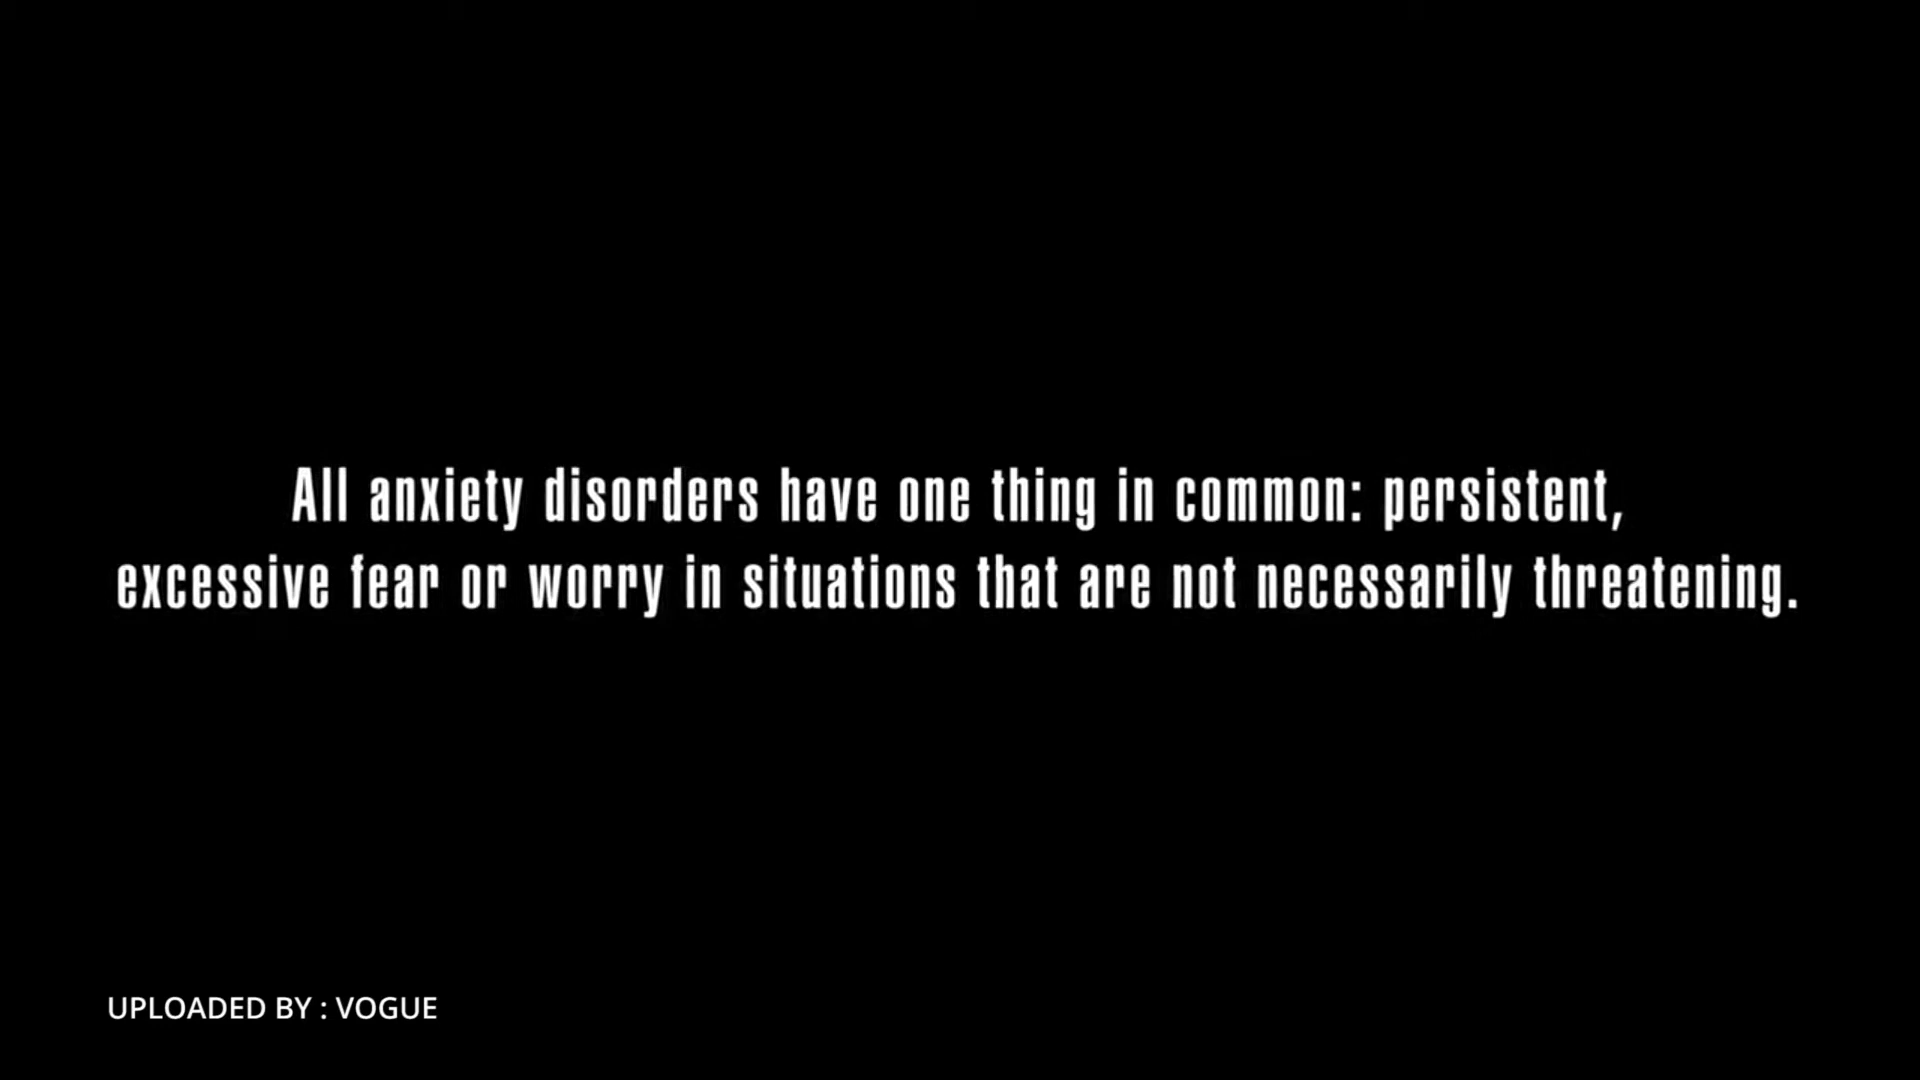 All anxiety disorders have one thing in common: persistent,
excessive fear or worry in situations that are not necessarily threatening.
UPLOADED BY : VOGUE